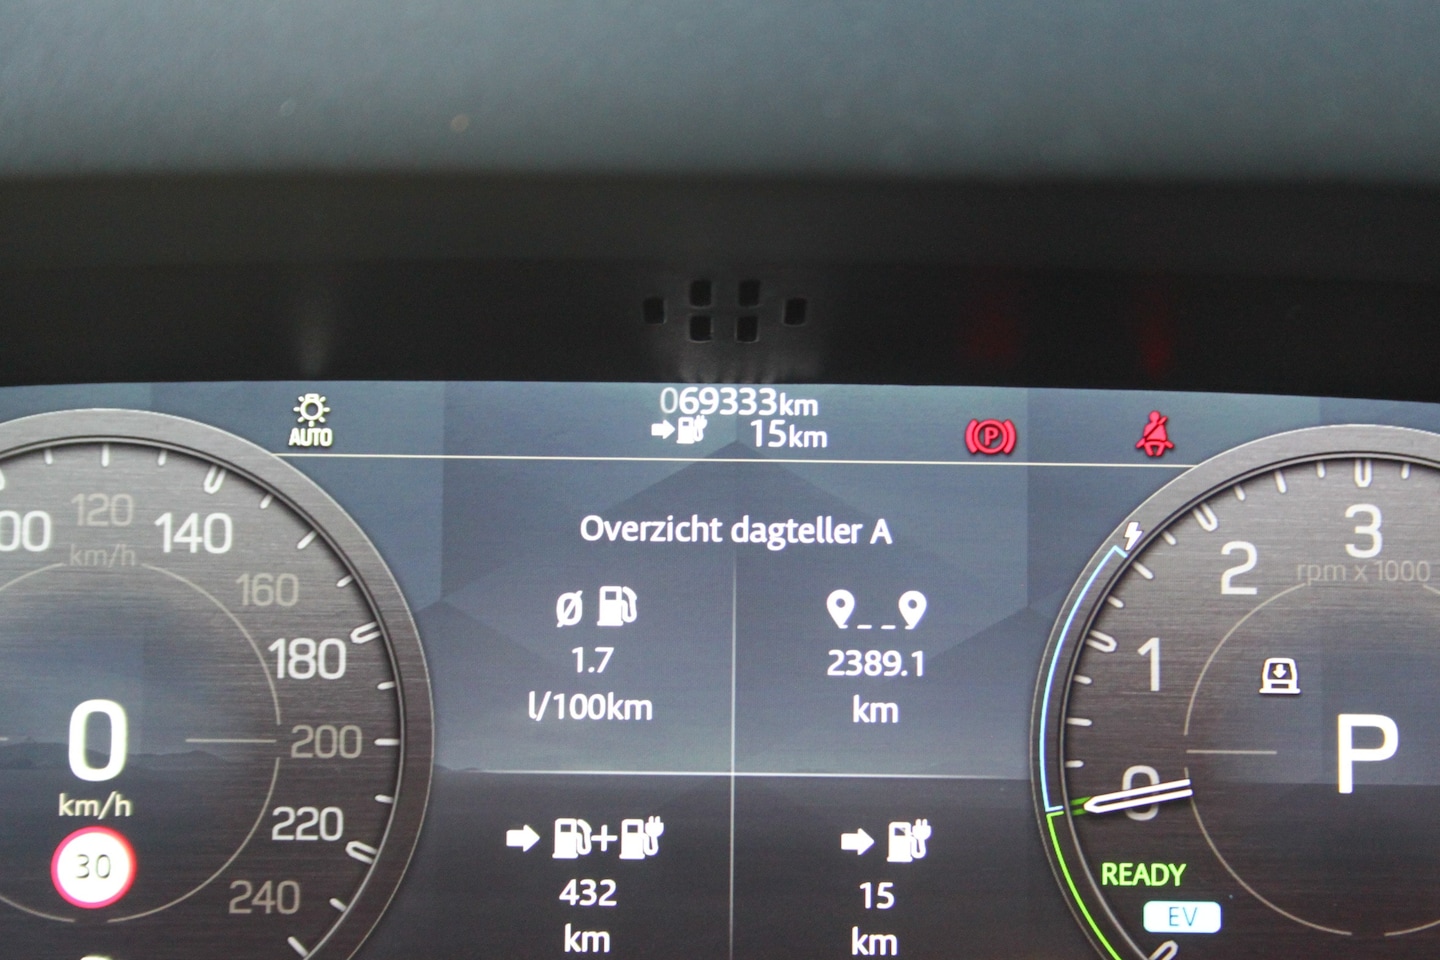 069333km
15km
AUTO
P
Overzicht dagteller A
Ø
1.7
l/100km
2389.1
km
+
432
km
15
km
00
120
140
km/h
160
180
200
220
240
0
km/h
30
3
2
rpm x 1000
1
0
P
READY
EV